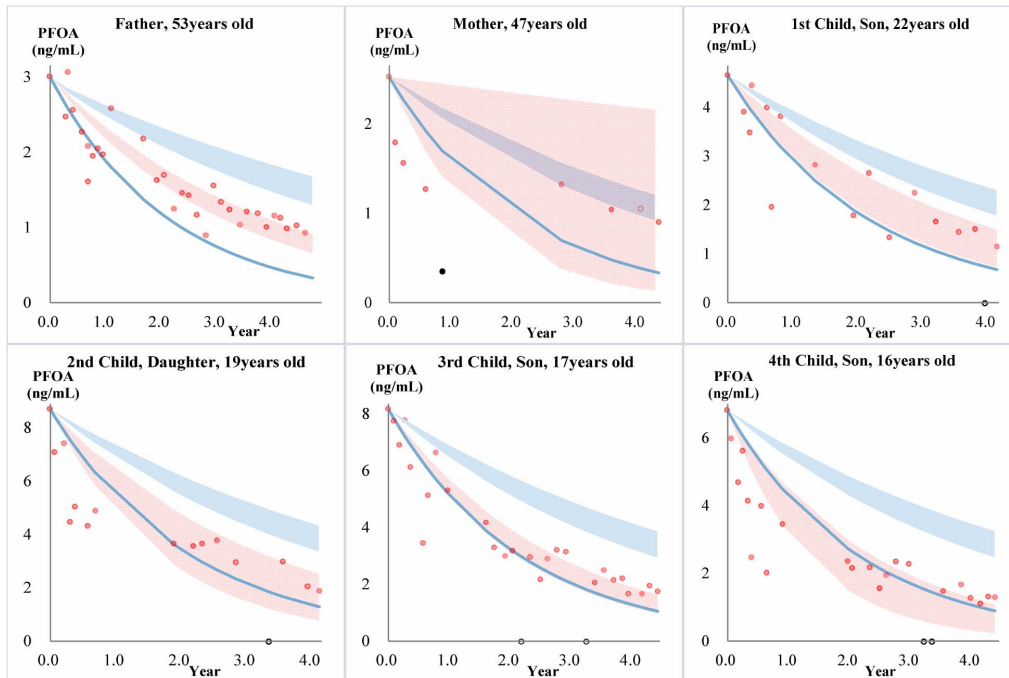 Father, 53years old
PFOA
(ng/mL)
3
2
1
0
0.0 1.0 2.0 3.0 4.0
Year
Mother, 47years old
PFOA
(ng/mL)
2
1
0
0.0 1.0 2.0 3.0 4.0
Year
1st Child, Son, 22years old
PFOA
(ng/mL)
4
3
2
1
0
0.0 1.0 2.0 3.0 4.0
Year
2nd Child, Daughter, 19years old
PFOA
(ng/mL)
8
6
4
2
0
0.0 1.0 2.0 3.0 4.0
Year
3rd Child, Son, 17years old
PFOA
(ng/mL)
8
6
4
2
0
0.0 1.0 2.0 3.0 4.0
Year
4th Child, Son, 16years old
PFOA
(ng/mL)
6
4
2
0
0.0 1.0 2.0 3.0 4.0
Year